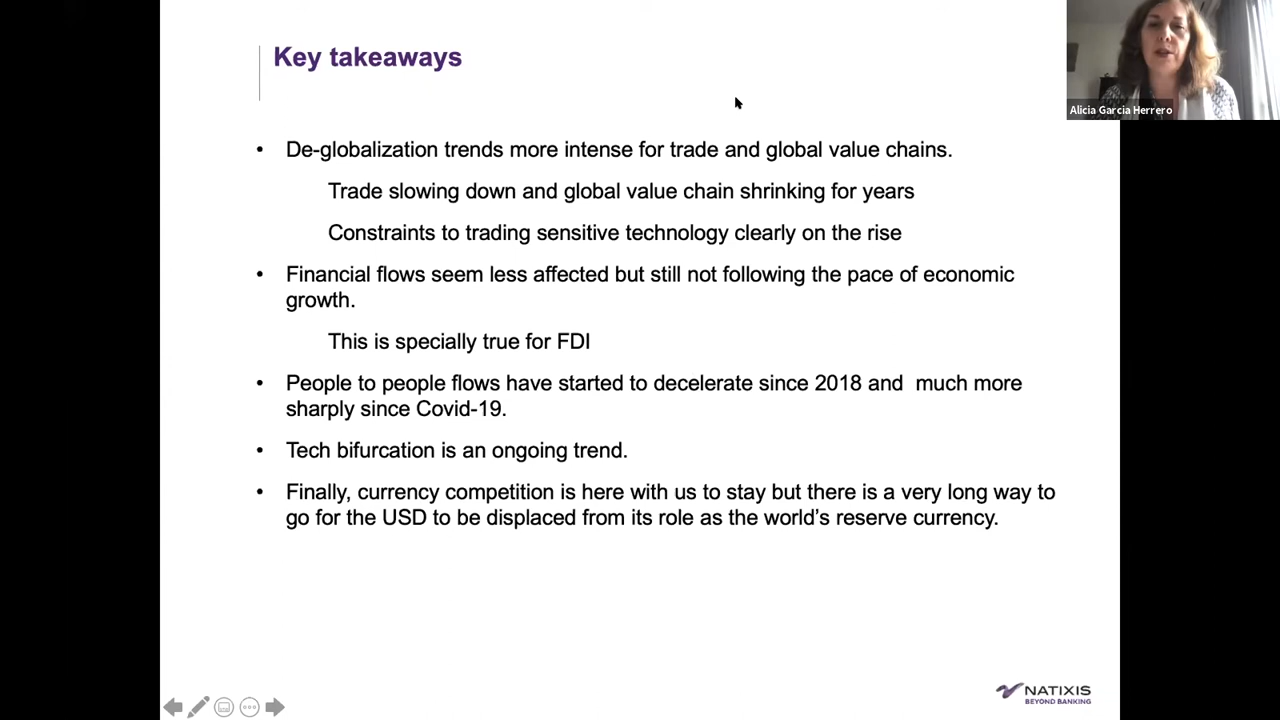 Key takeaways
Alicia Garcia Herrero
• De-globalization trends more intense for trade and global value chains.
Trade slowing down and global value chain shrinking for years
Constraints to trading sensitive technology clearly on the rise
• Financial flows seem less affected but still not following the pace of economic
growth.
This is specially true for FDI
• People to people flows have started to decelerate since 2018 and  much more
sharply since Covid-19.
• Tech bifurcation is an ongoing trend.
• Finally, currency competition is here with us to stay but there is a very long way to
go for the USD to be displaced from its role as the world’s reserve currency.
NATIXIS
BEYOND BANKING